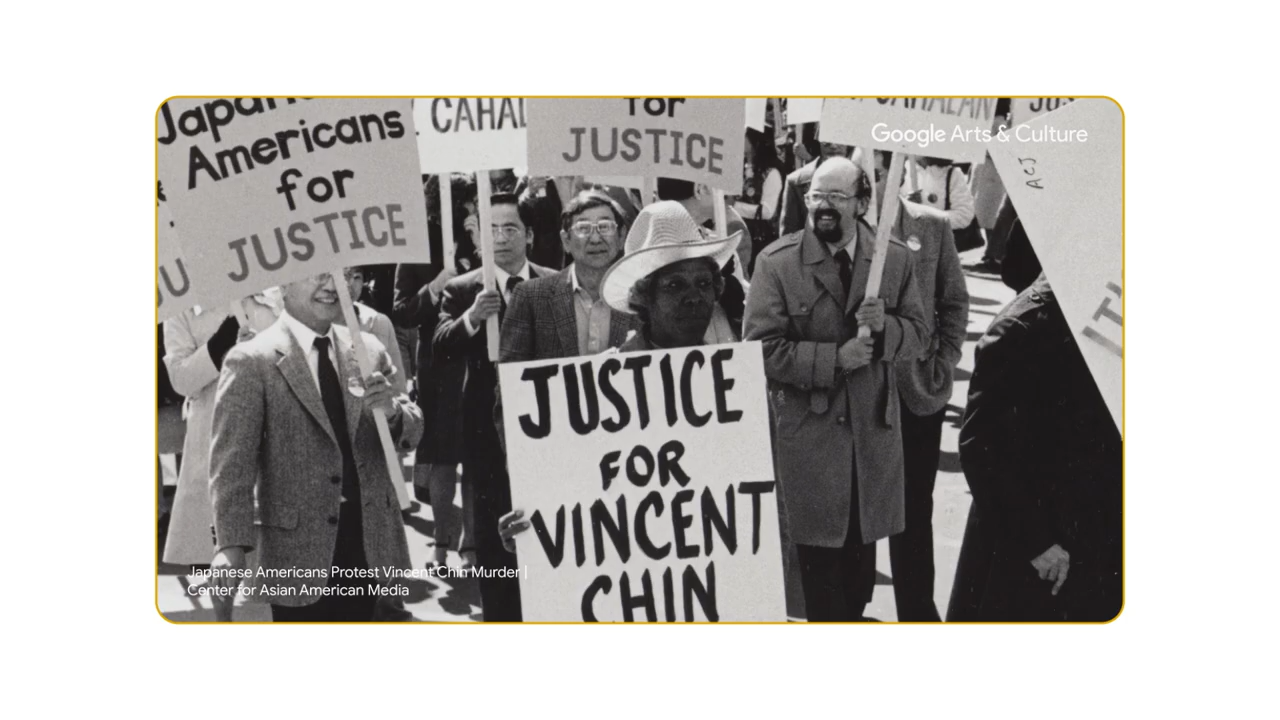 Americans
for
JUSTICE
for
JUSTICE
Google Arts & Culture
ACJ
JUSTICE
FOR
VINCENT
CHIN
Japanese Americans Protest Vincent Chin Murder |
Center for Asian American Media